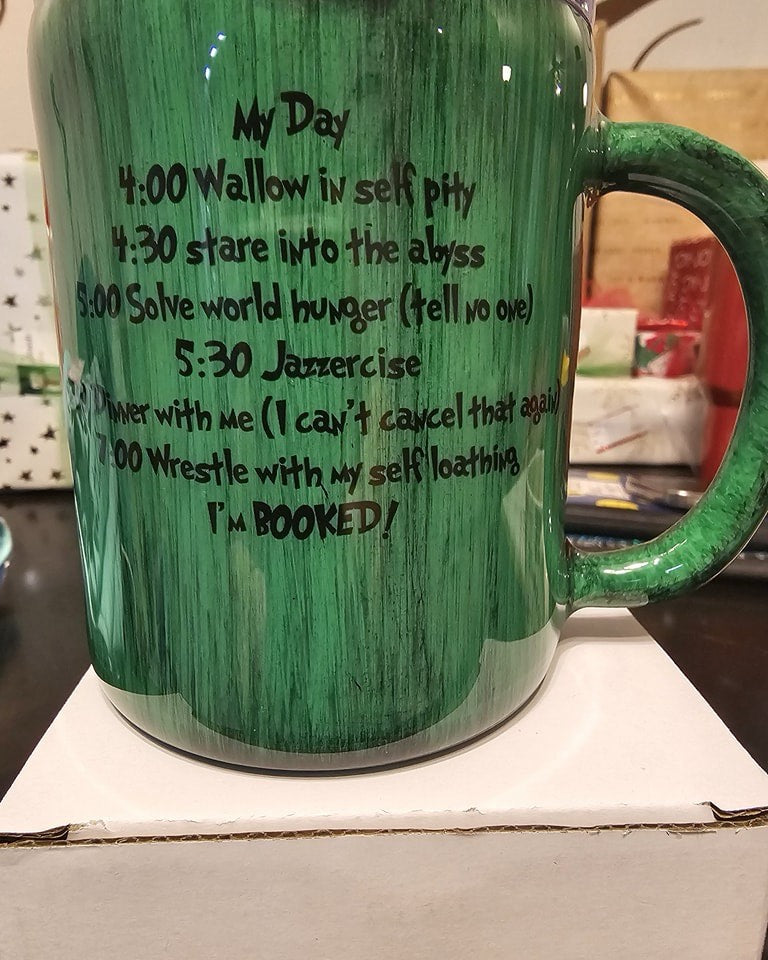 My Day
4:00 Wallow in self pity
4:30 stare into the abyss
5:00 Solve world hunger (tell no one)
5:30 Jazzercise
Dinner with me (I can't cancel that again)
7:00 Wrestle with my self loathing
I'm BOOKED!